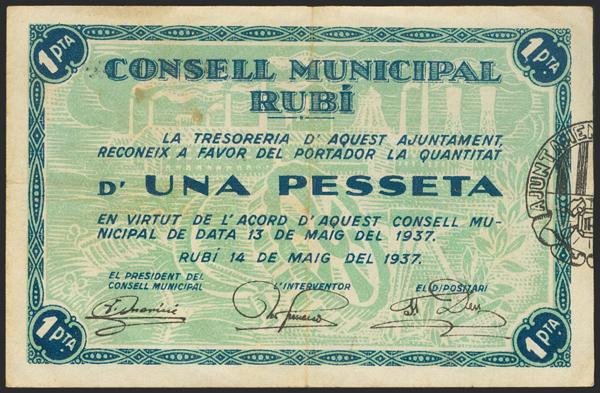 1 PTA 1 PTA
CONSELL MUNICIPAL
RUBÍ
LA TRESORERIA D'AQUEST AJUNTAMENT,
RECONEIX A FAVOR DEL PORTADOR LA QUANTITAT
D' UNA PESSETA
EN VIRTUT DE L'ACORD D'AQUEST CONSELL MU-
NICIPAL DE DATA 13 DE MAIG DEL 1937.
RUBÍ 14 DE MAIG DEL 1937.
EL PRESIDENT DEL
CONSELL MUNICIPAL
L'INTERVENTOR
EL DIPOSITARI
1 PTA 1 PTA
AJUNTAMEN